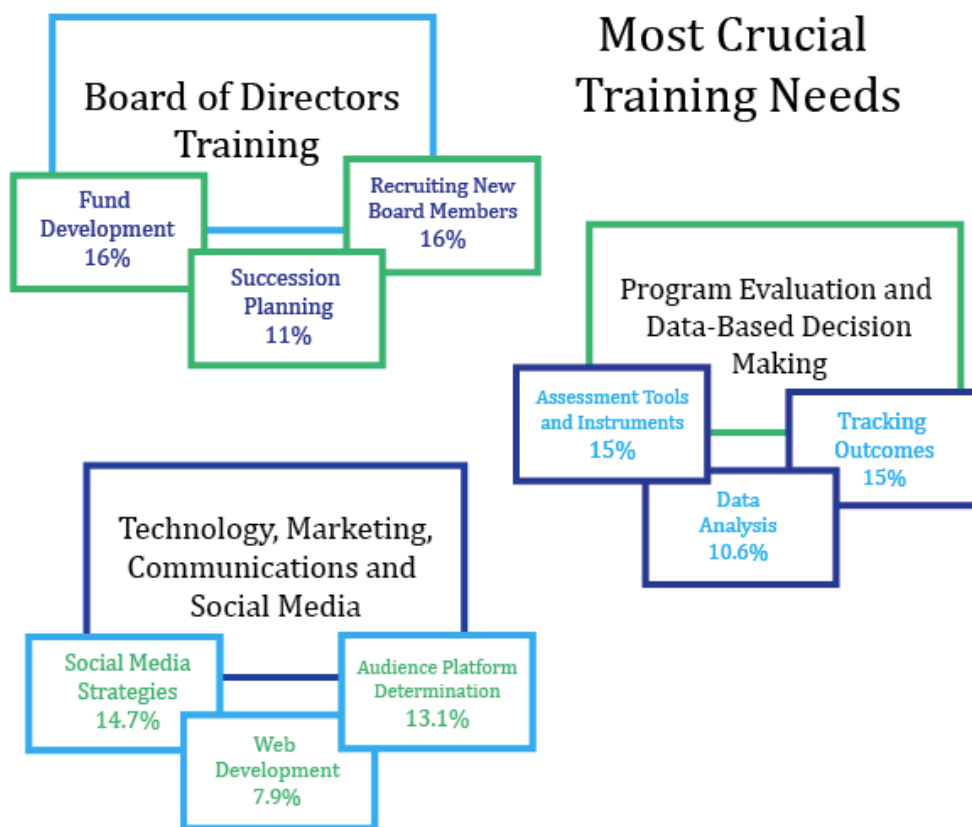 Most Crucial
Training Needs
Board of Directors
Training
Fund
Development
16%
Succession
Planning
11%
Recruiting New
Board Members
16%
Program Evaluation and
Data-Based Decision
Making
Assessment Tools
and Instruments
15%
Data
Analysis
10.6%
Tracking
Outcomes
15%
Technology, Marketing,
Communications and
Social Media
Social Media
Strategies
14.7%
Web
Development
7.9%
Audience Platform
Determination
13.1%